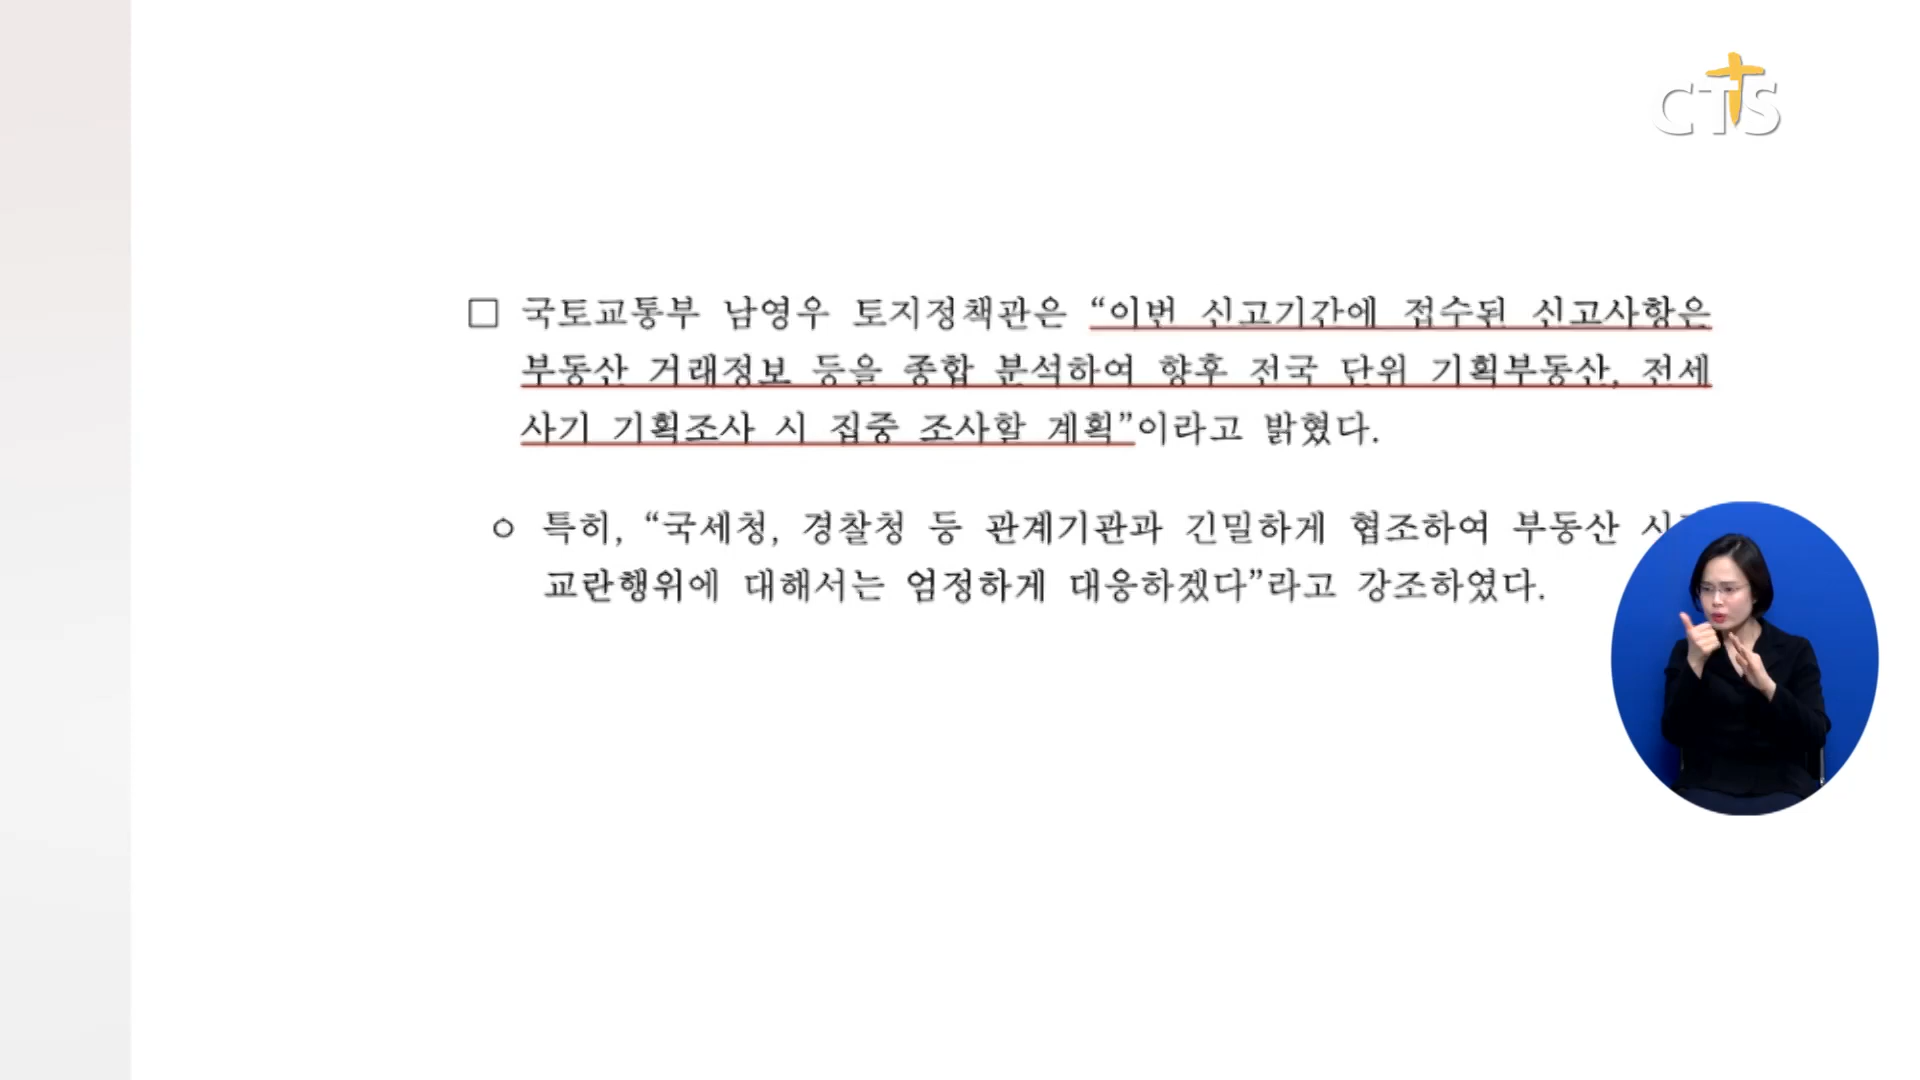 CTS
□ 국토교통부 남영우 토지정책관은 “이번 신고기간에 접수된 신고사항은
부동산 거래정보 등을 종합 분석하여 향후 전국 단위 기획부동산, 전세
사기 기획조사 시 집중 조사할 계획”이라고 밝혔다.
ㅇ 특히, “국세청, 경찰청 등 관계기관과 긴밀하게 협조하여 부동산
교란행위에 대해서는 엄정하게 대응하겠다”라고 강조하였다.